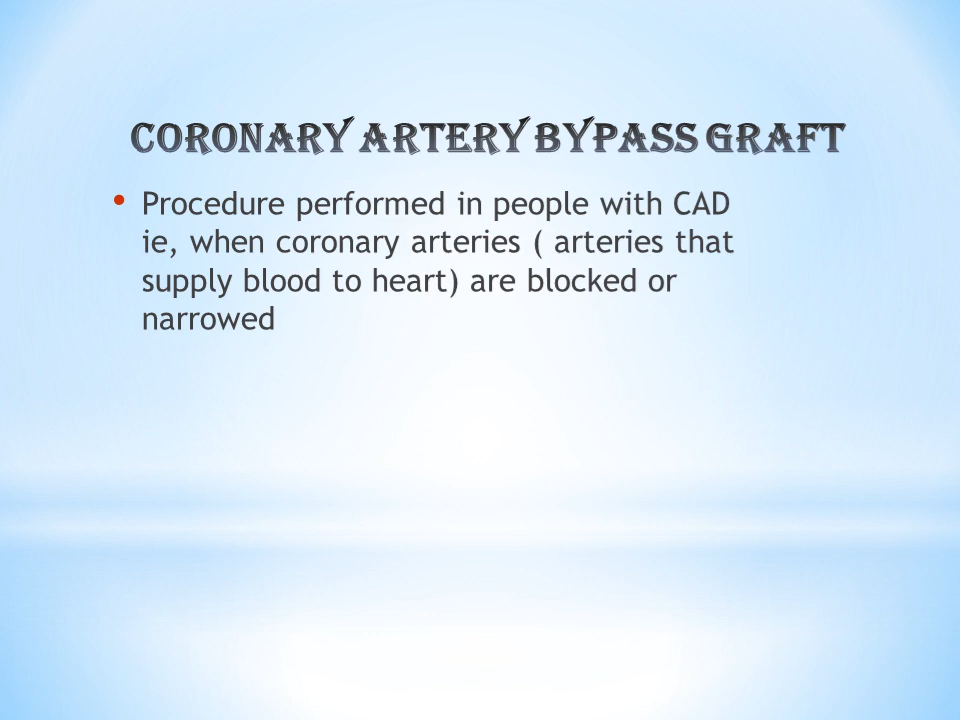 CORONARY ARTERY BYPASS GRAFT
• Procedure performed in people with CAD
ie, when coronary arteries ( arteries that
supply blood to heart) are blocked or
narrowed